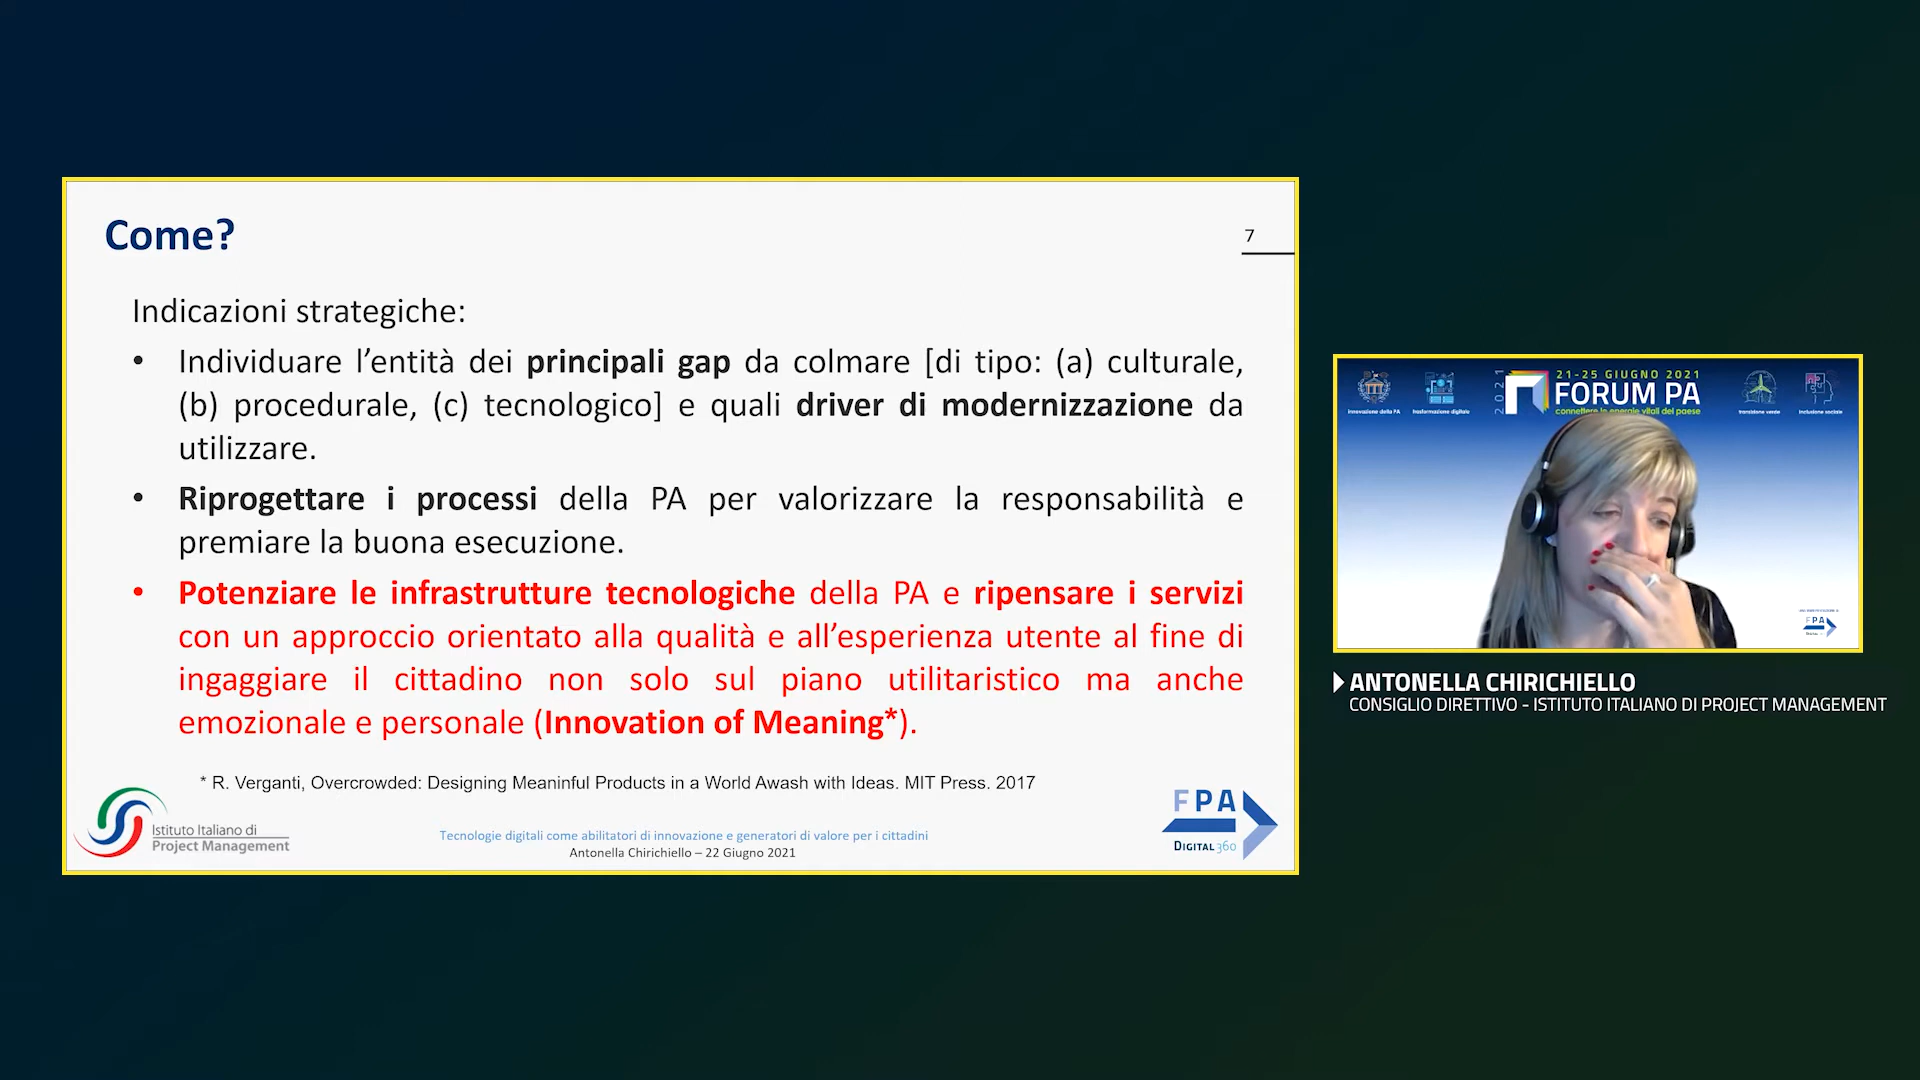 Come?
7
Indicazioni strategiche:
• Individuare l’entità dei principali gap da colmare [di tipo: (a) culturale,
(b) procedurale, (c) tecnologico] e quali driver di modernizzazione da
utilizzare.
• Riprogettare i processi della PA per valorizzare la responsabilità e
premiare la buona esecuzione.
• Potenziare le infrastrutture tecnologiche della PA e ripensare i servizi
con un approccio orientato alla qualità e all’esperienza utente al fine di
ingaggiare il cittadino non solo sul piano utilitaristico ma anche
emozionale e personale (Innovation of Meaning*).
* R. Verganti, Overcrowded: Designing Meaninful Products in a World Awash with Ideas. MIT Press. 2017
Istituto Italiano di
Project Management
Tecnologie digitali come abilitatori di innovazione e generatori di valore per i cittadini
Antonella Chirichiello – 22 Giugno 2021
FPA
DIGITAL360
2021
21-25 GIUGNO 2021
FORUM PA
connettere le energie vitali del paese
Innovazione della PA
trasformazione digitale
transizione verde
inclusione sociale
FPA
ANTONELLA CHIRICHIELLO
CONSIGLIO DIRETTIVO - ISTITUTO ITALIANO DI PROJECT MANAGEMENT